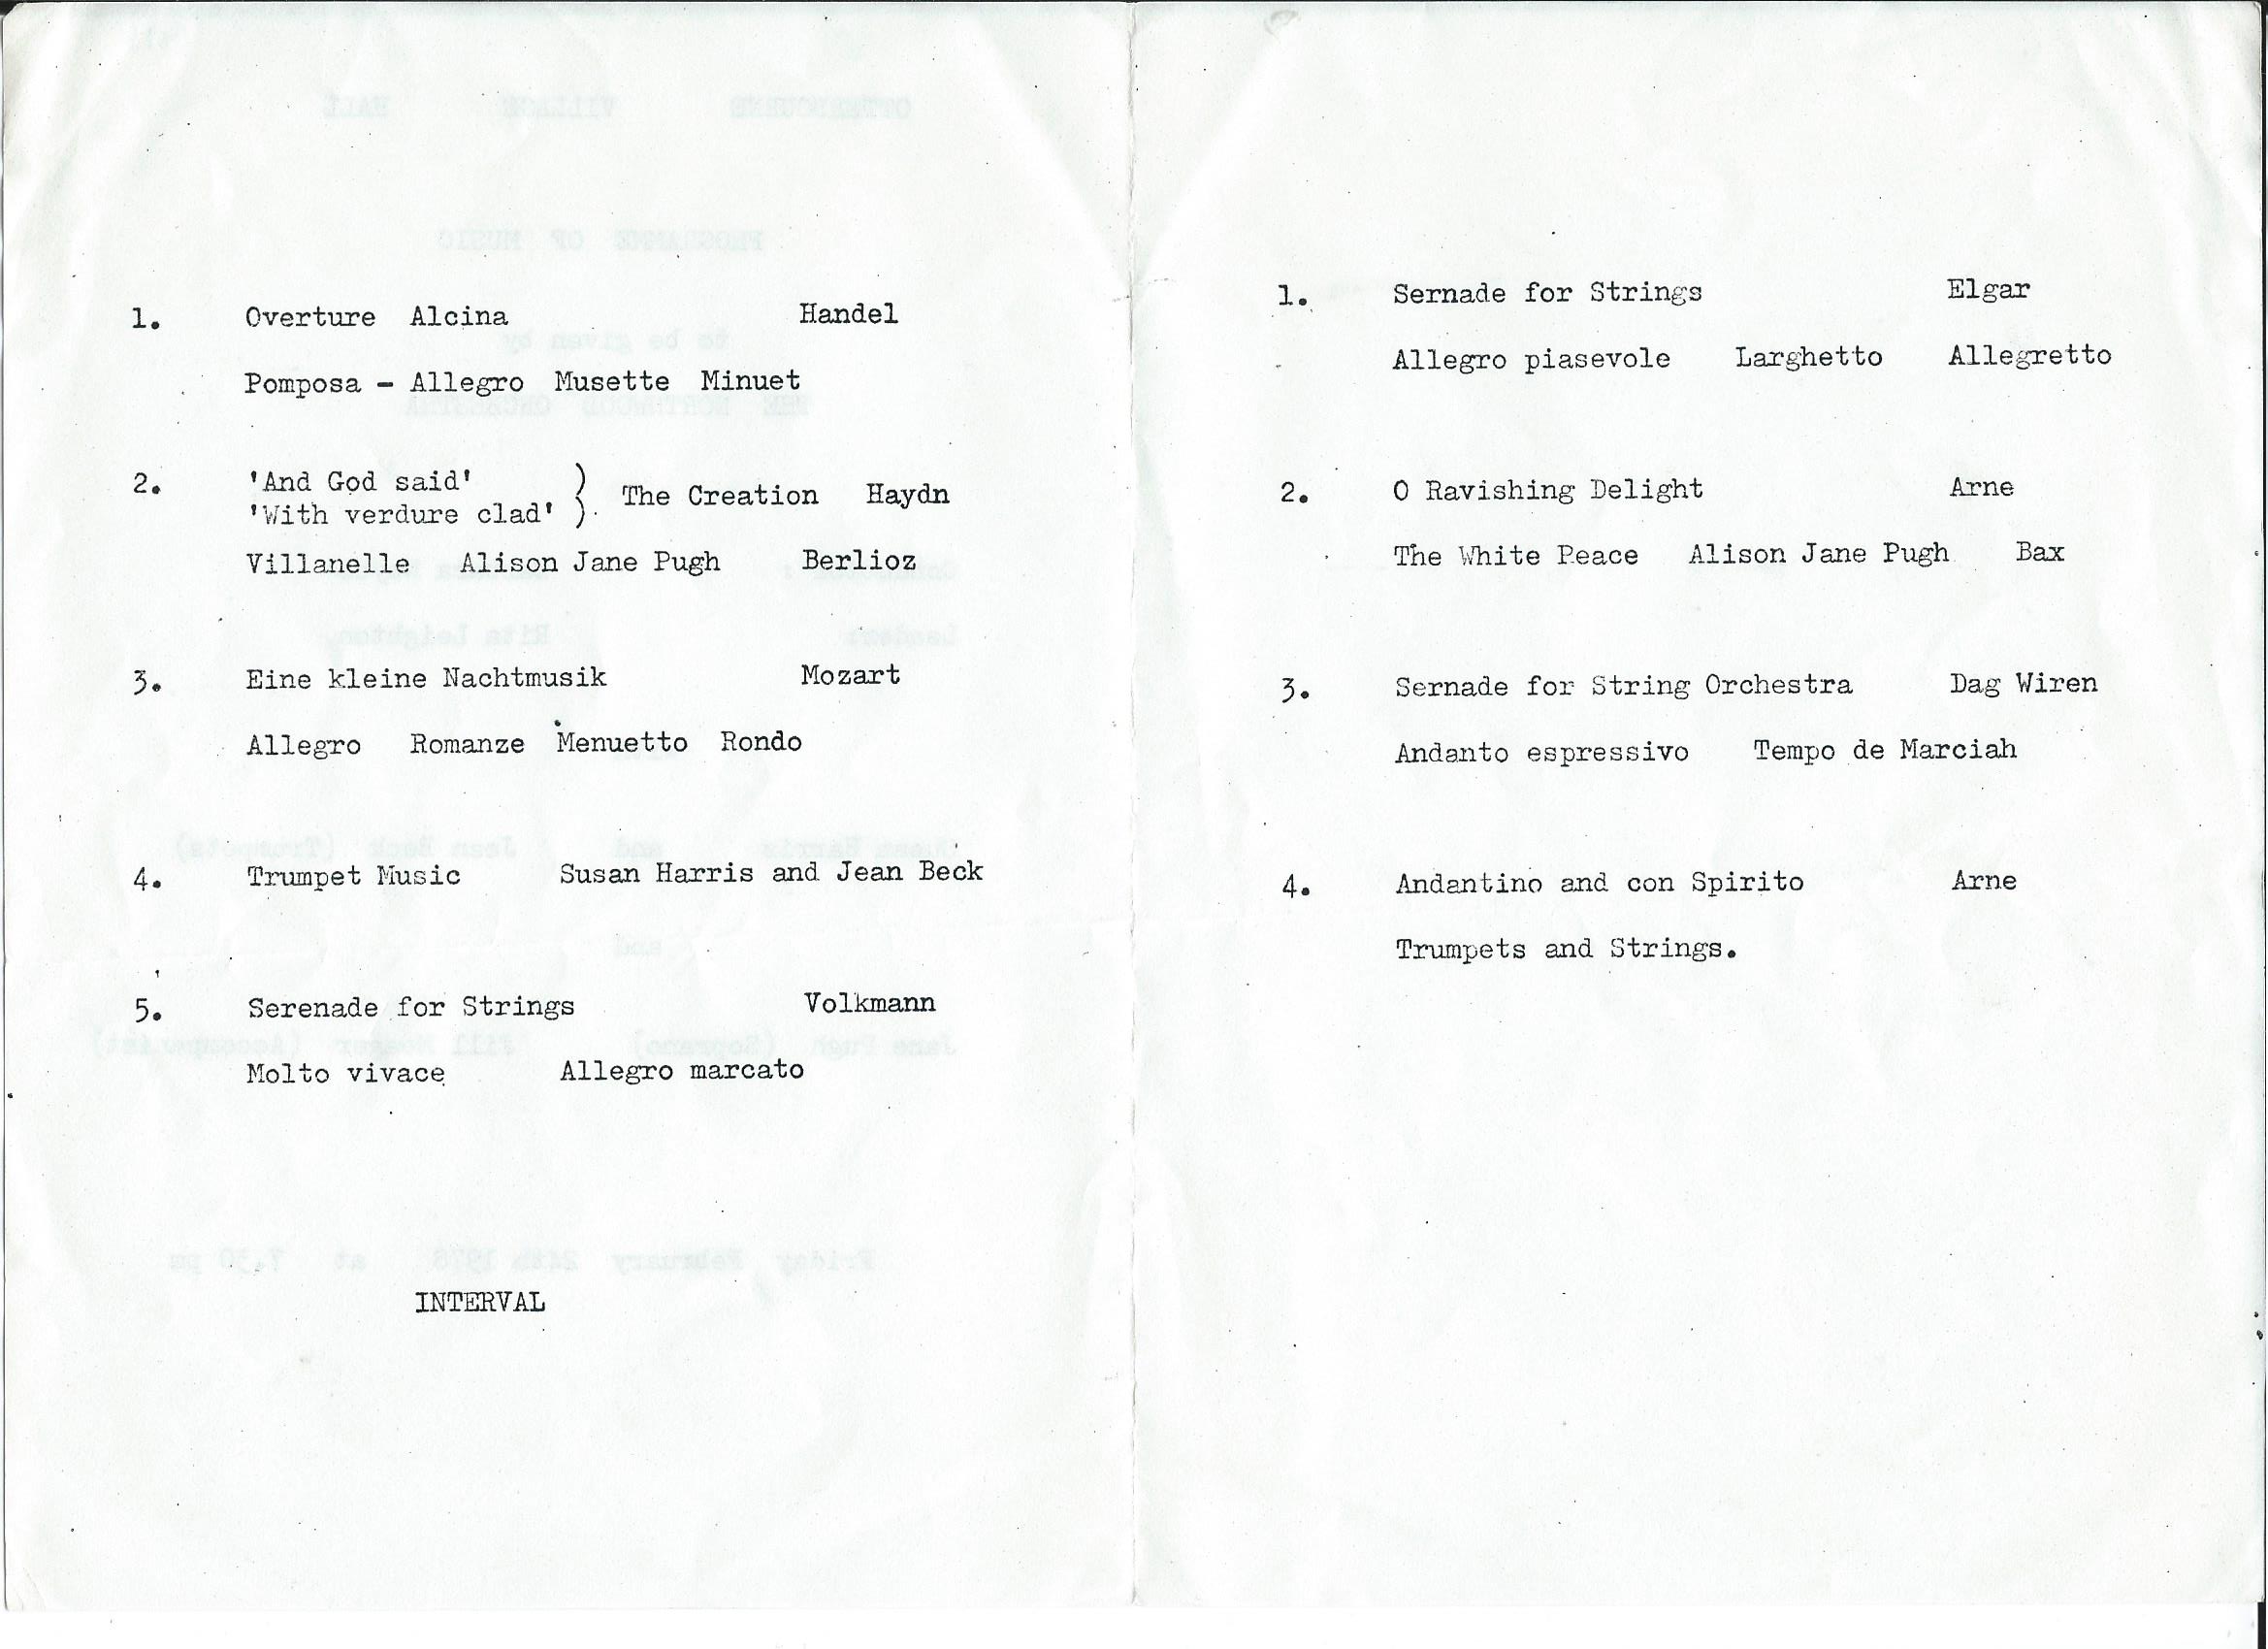 1. Overture Alcina Handel
Pomposa - Allegro Musette Minuet
2. 'And God said'
'With verdure clad' } The Creation Haydn
Villanelle Alison Jane Pugh Berlioz
3. Eine kleine Nachtmusik Mozart
Allegro Romanze Menuetto Rondo
4. Trumpet Music Susan Harris and Jean Beck
5. Serenade for Strings Volkmann
Molto vivace Allegro marcato
INTERVAL
1. Sernade for Strings Elgar
Allegro piasevole Larghetto Allegretto
2. O Ravishing Delight Arne
The White Peace Alison Jane Pugh Bax
3. Sernade for String Orchestra Dag Wiren
Andanto espressivo Tempo de Marciah
4. Andantino and con Spirito Arne
Trumpets and Strings.